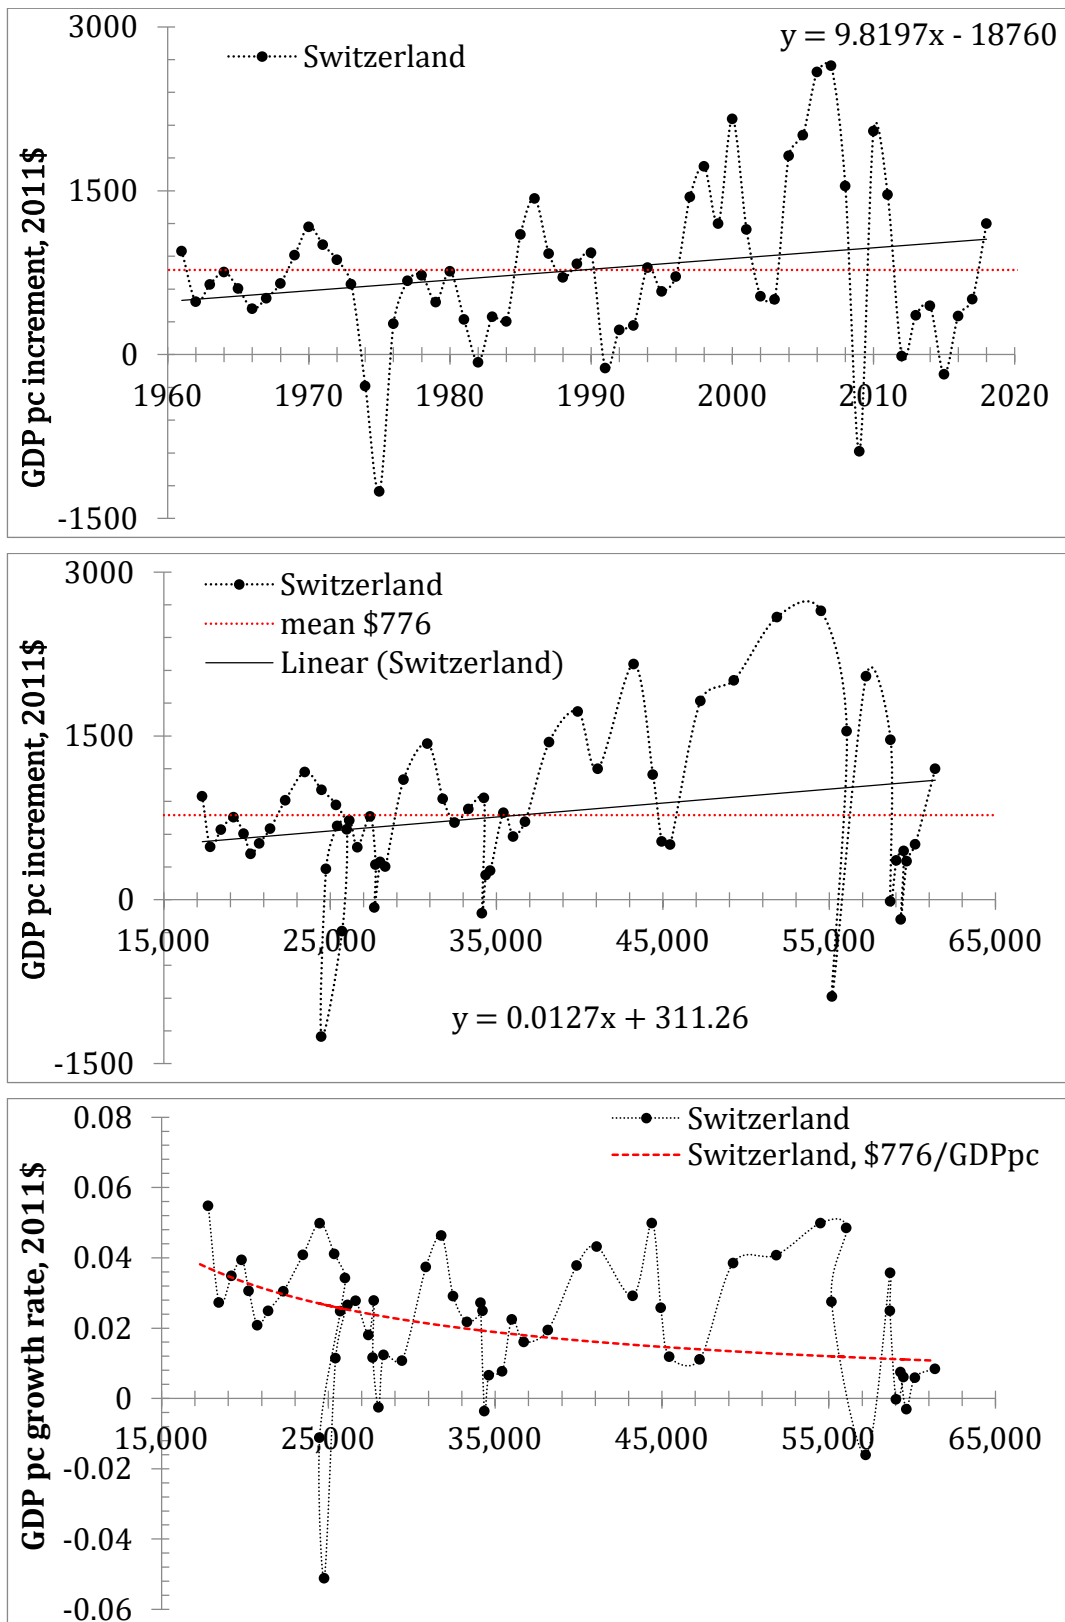 3000
y = 9.8197x - 18760
Switzerland
1500
GDP pc increment, 2011$
0
1960 1970 1980 1990 2000 2010 2020
-1500
3000
Switzerland
mean $776
Linear (Switzerland)
1500
GDP pc increment, 2011$
0
15,000 25,000 35,000 45,000 55,000 65,000
y = 0.0127x + 311.26
-1500
0.08
Switzerland
Switzerland, $776/GDPpc
0.06
0.04
GDP pc growth rate, 2011$
0.02
0
15,000 25,000 35,000 45,000 55,000 65,000
-0.02
-0.04
-0.06